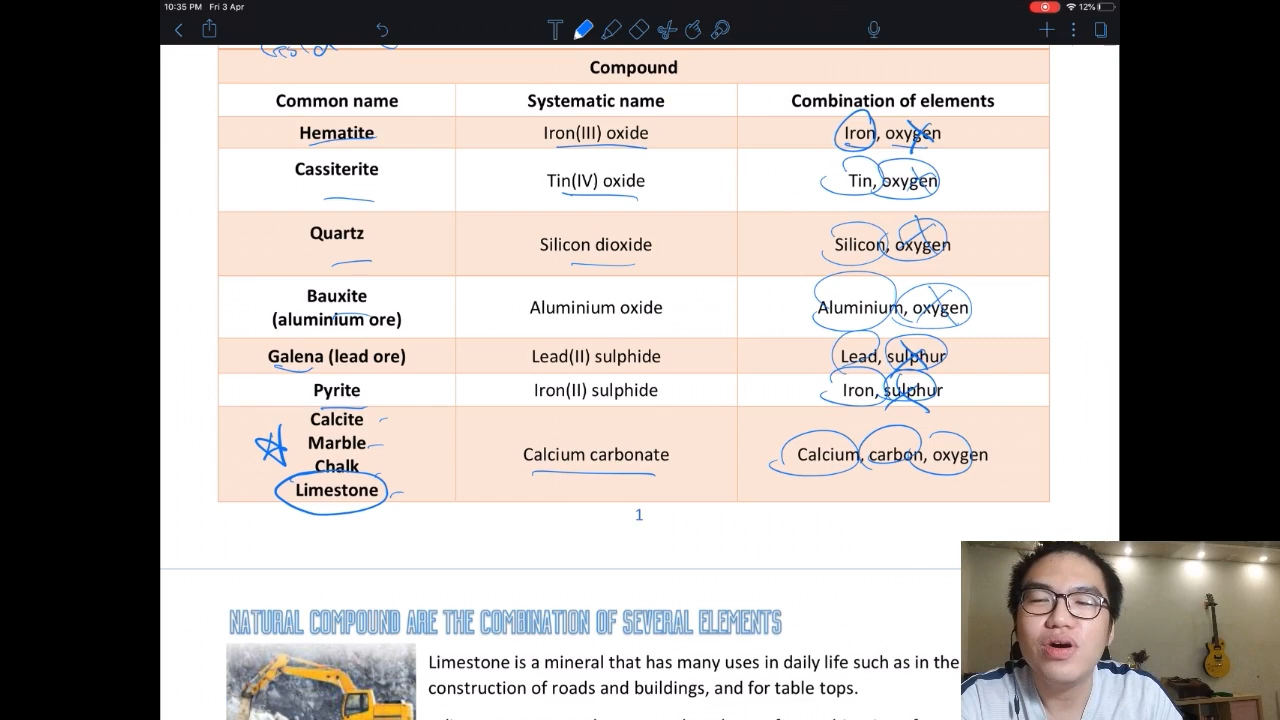 10:35 PM Fri 3 Apr
12%
Gold
Compound
Common name Systematic name Combination of elements
Hematite Iron(III) oxide Iron, oxygen
Cassiterite Tin(IV) oxide Tin, oxygen
Quartz Silicon dioxide Silicon, oxygen
Bauxite
(aluminium ore) Aluminium oxide Aluminium, oxygen
Galena (lead ore) Lead(II) sulphide Lead, sulphur
Pyrite Iron(II) sulphide Iron, sulphur
Calcite
Marble
Chalk
Limestone
Calcium carbonate Calcium, carbon, oxygen
1
NATURAL COMPOUND ARE THE COMBINATION OF SEVERAL ELEMENTS
Limestone is a mineral that has many uses in daily life such as in the
construction of roads and buildings, and for table tops.